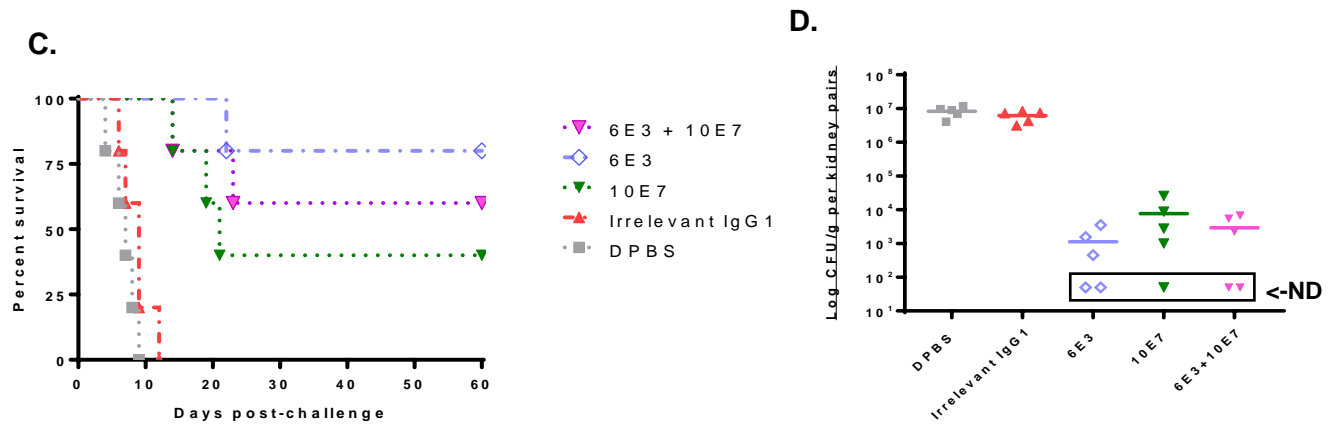 C.
Percent survival
100
75
50
25
0
0 10 20 30 40 50 60
Days post-challenge
6E3 + 10E7
6E3
10E7
Irrelevant IgG1
DPBS
D.
Log CFU/g per kidney pairs
10⁸
10⁷
10⁶
10⁵
10⁴
10³
10²
10¹
<-ND
DPBS
Irrelevant IgG1
6E3
10E7
6E3+10E7